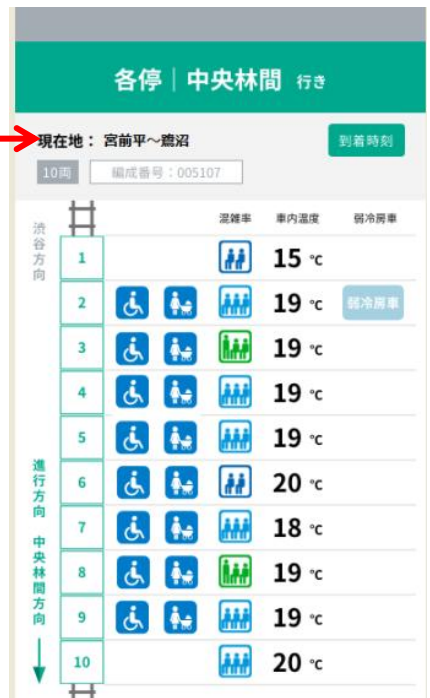 各停｜中央林間 行き
現在地： 宮前平～鷺沼
到着時刻
10両
編成番号：005107
混雑率 車内温度 弱冷房車
渋谷方向
1 15 ℃
2 19 ℃ 弱冷房車
3 19 ℃
4 19 ℃
5 19 ℃
6 20 ℃
7 18 ℃
8 19 ℃
9 19 ℃
10 20 ℃
進行方向 中央林間方向